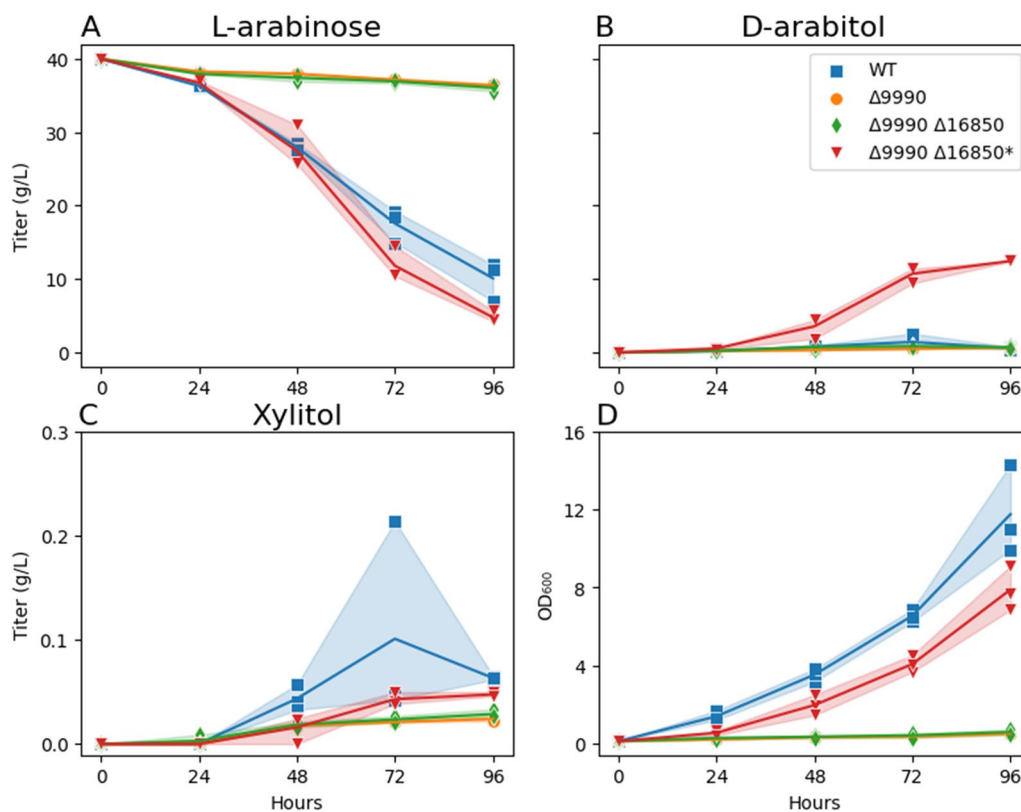 A L-arabinose
B D-arabitol
Titer (g/L)
40
30
20
10
0
0 24 48 72 96
0 24 48 72 96
WT
Δ9990
Δ9990 Δ16850
Δ9990 Δ16850*
C Xylitol
D
Titer (g/L)
0.3
0.2
0.1
0.0
0 24 48 72 96
Hours
OD₆₀₀
16
12
8
4
0
0 24 48 72 96
Hours